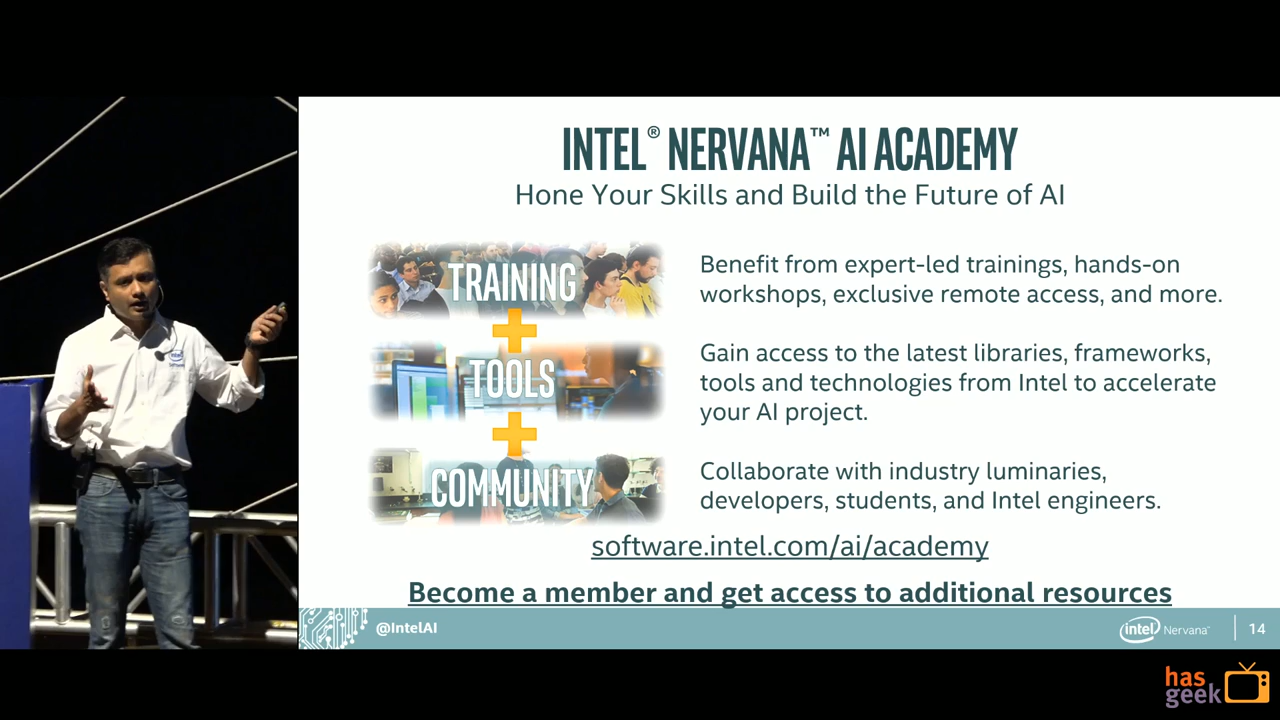 INTEL® NERVANA™ AI ACADEMY
Hone Your Skills and Build the Future of AI
TRAINING
Benefit from expert-led trainings, hands-on
workshops, exclusive remote access, and more.
TOOLS
Gain access to the latest libraries, frameworks,
tools and technologies from Intel to accelerate
your AI project.
COMMUNITY
Collaborate with industry luminaries,
developers, students, and Intel engineers.
software.intel.com/ai/academy
Become a member and get access to additional resources
@IntelAI
intel Nervana™
14
intel
Software
has
geek